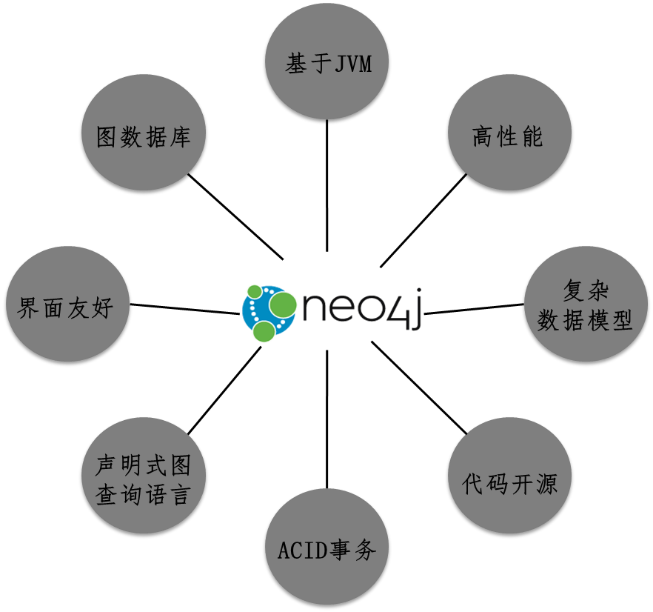 基于JVM
图数据库
高性能
界面友好
neo4j
复杂
数据模型
声明式图
查询语言
代码开源
ACID事务